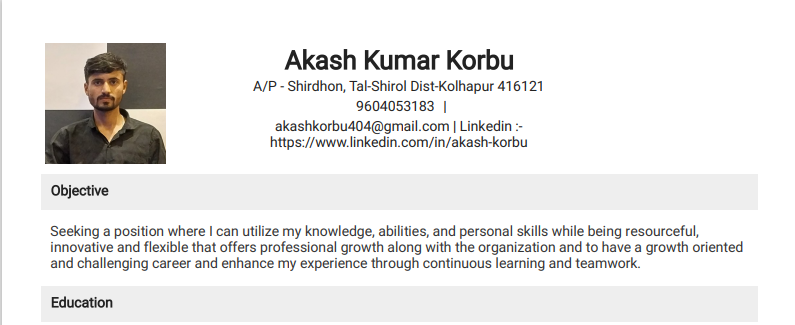 Akash Kumar Korbu
A/P - Shirdhon, Tal-Shirol Dist-Kolhapur 416121
9604053183 |
akashkorbu404@gmail.com | Linkedin :-
https://www.linkedin.com/in/akash-korbu
Objective
Seeking a position where I can utilize my knowledge, abilities, and personal skills while being resourceful,
innovative and flexible that offers professional growth along with the organization and to have a growth oriented
and challenging career and enhance my experience through continuous learning and teamwork.
Education